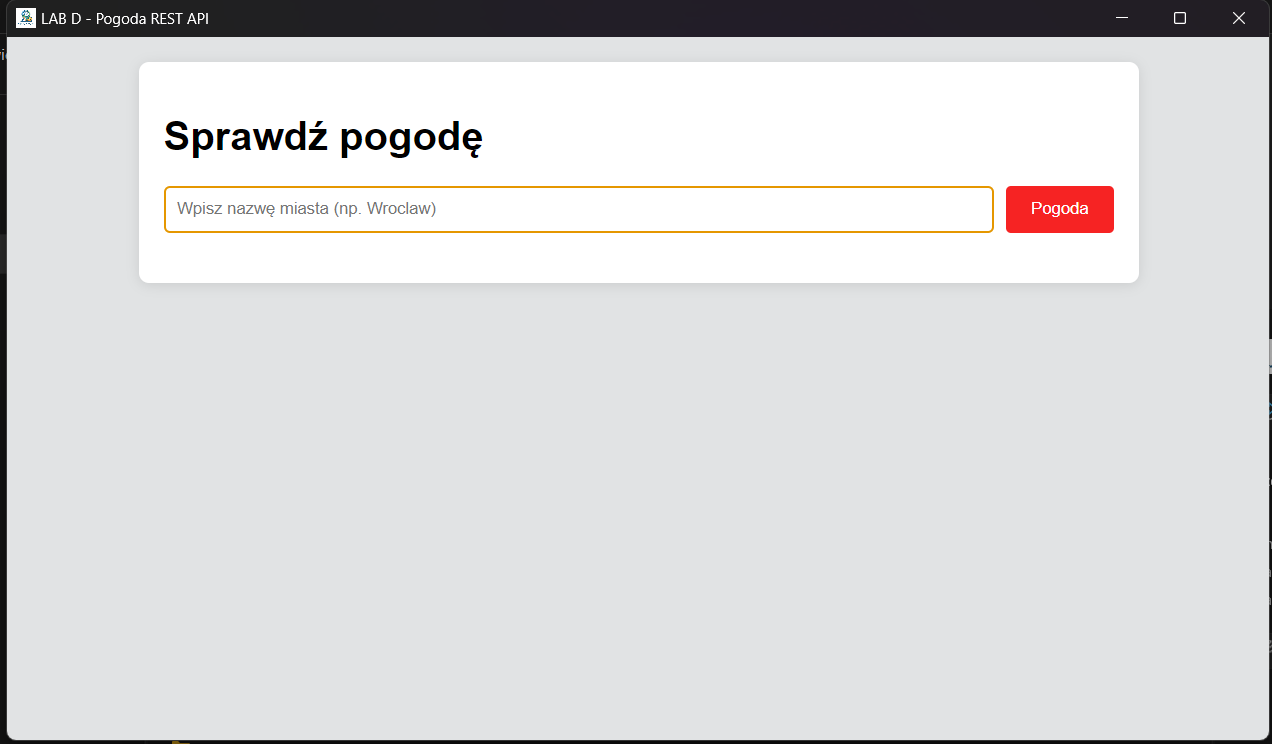 LAB D - Pogoda REST API
Sprawdź pogodę
Wpisz nazwę miasta (np. Wroclaw)
Pogoda